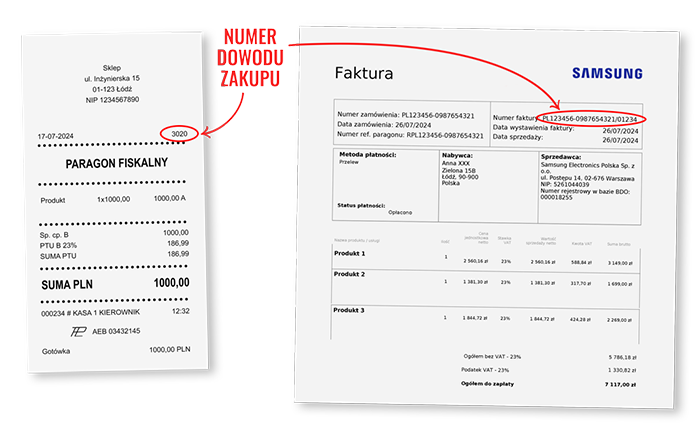 NUMER
DOWODU
ZAKUPU
Sklep
ul. Inżynierska 15
01-123 Łódź
NIP 1234567890
17-07-2024 3020
PARAGON FISKALNY
Produkt 1x1000,00 1000,00 A
Sp. cp. B 1000,00
PTU B 23% 186,99
SUMA PTU 186,99
SUMA PLN 1000,00
000234 # KASA 1 KIEROWNIK 12:32
AEB 03432145
Gotówka 1000,00 PLN
Faktura SAMSUNG
Numer zamówienia: PL123456-0987654321
Data zamówienia: 26/07/2024
Numer ref. paragonu: RPL123456-0987654321
Numer faktury: PL123456-0987654321/01234
Data wystawienia faktury: 26/07/2024
Data sprzedaży: 26/07/2024
Metoda płatności:
Przelew
Status płatności:
Opłacono
Nabywca:
Anna XXX
Zielona 15B
Łódź, 90-900
Polska
Sprzedawca:
Samsung Electronics Polska Sp. z
o.o.
ul. Postępu 14, 02-676 Warszawa
NIP: 5261044039
Numer rejestrowy w bazie BDO:
000018255
Nazwa produktu / usługi Ilość Cena jednostkowa netto Stawka VAT Wartość sprzedaży netto Kwota VAT Suma brutto
Produkt 1 1 2 560,16 zł 23% 2 560,16 zł 588,84 zł 3 149,00 zł
Produkt 2 1 1 381,30 zł 23% 1 381,30 zł 317,70 zł 1 699,00 zł
Produkt 3 1 1 844,72 zł 23% 1 844,72 zł 424,28 zł 2 269,00 zł
Ogółem bez VAT - 23% 5 786,18 zł
Podatek VAT - 23% 1 330,82 zł
Ogółem do zapłaty 7 117,00 zł